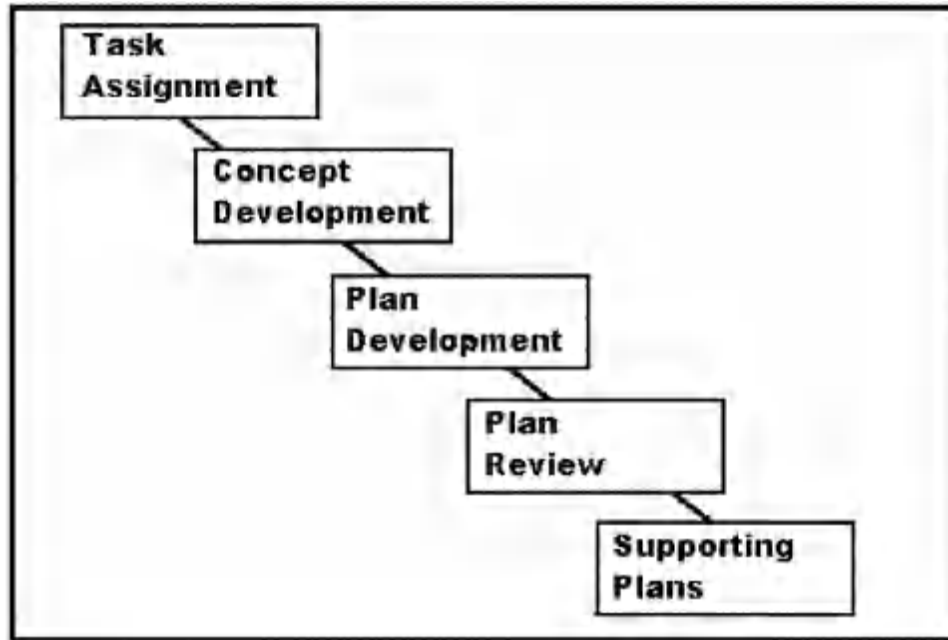 Task
Assignment
Concept
Development
Plan
Development
Plan
Review
Supporting
Plans